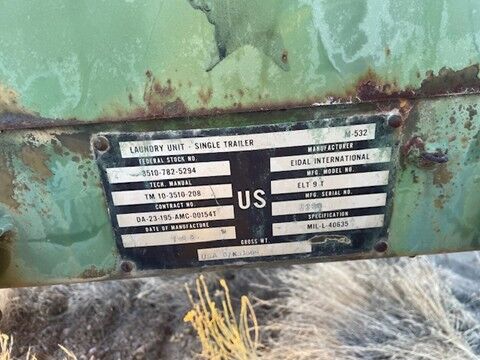 LAUNDRY UNIT - SINGLE TRAILER M-532
FEDERAL STOCK NO. MANUFACTURER
3510-782-5294 EIDAL INTERNATIONAL
TECH. MANUAL MFG. MODEL NO.
TM 10-3510-208 ELT 9 T
CONTRACT NO. US MFG. SERIAL NO.
DA-23-195-AMC-00154T
DATE OF MANUFACTURE SPECIFICATION
MIL-L-40635
GROSS WT
USA